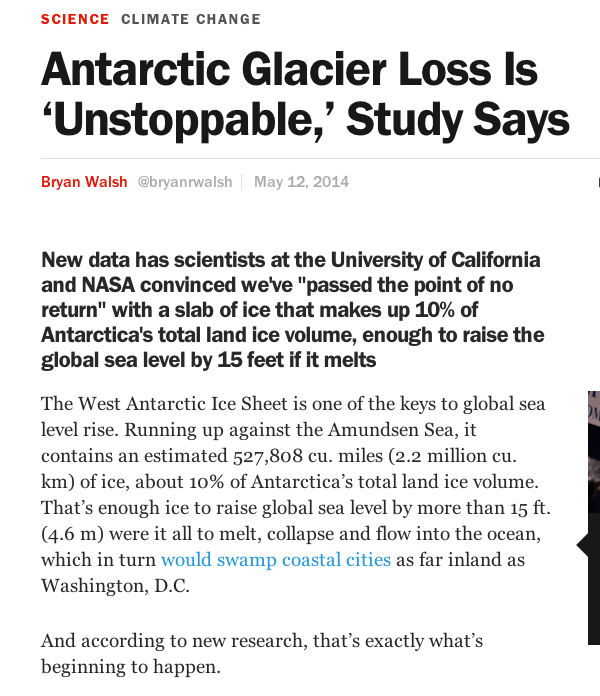 SCIENCE CLIMATE CHANGE
Antarctic Glacier Loss Is
‘Unstoppable,’ Study Says
Bryan Walsh @bryanrwalsh May 12, 2014
New data has scientists at the University of California
and NASA convinced we've "passed the point of no
return" with a slab of ice that makes up 10% of
Antarctica's total land ice volume, enough to raise the
global sea level by 15 feet if it melts
The West Antarctic Ice Sheet is one of the keys to global sea
level rise. Running up against the Amundsen Sea, it
contains an estimated 527,808 cu. miles (2.2 million cu.
km) of ice, about 10% of Antarctica’s total land ice volume.
That’s enough ice to raise global sea level by more than 15 ft.
(4.6 m) were it all to melt, collapse and flow into the ocean,
which in turn would swamp coastal cities as far inland as
Washington, D.C.
And according to new research, that’s exactly what’s
beginning to happen.